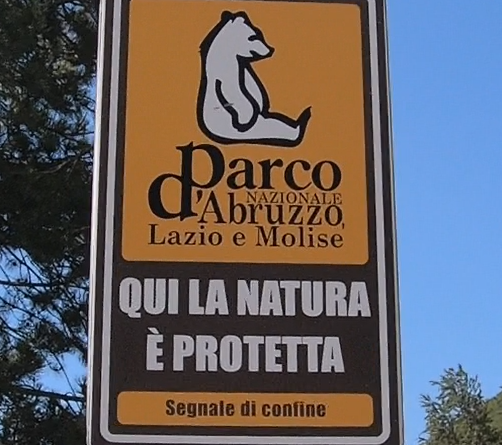 Parco
NAZIONALE
d'Abruzzo,
Lazio e Molise
QUI LA NATURA
È PROTETTA
Segnale di confine